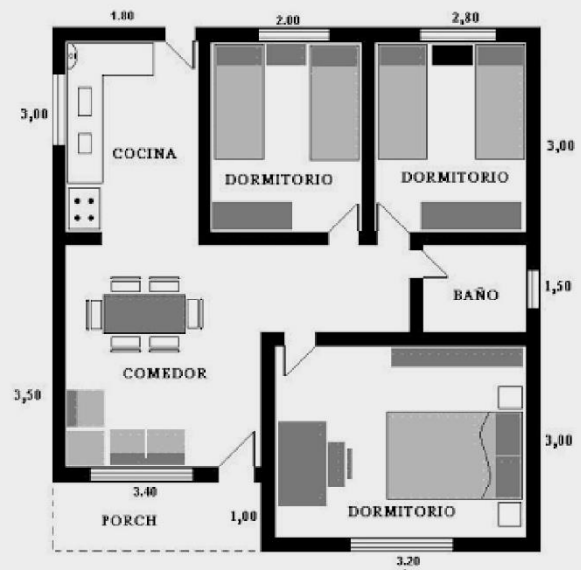 1.80
2.00
2,80
3,00
COCINA
3,00
DORMITORIO
DORMITORIO
1,50
BAÑO
COMEDOR
3,50
3,00
3.40
PORCH
1,00
DORMITORIO
3.20